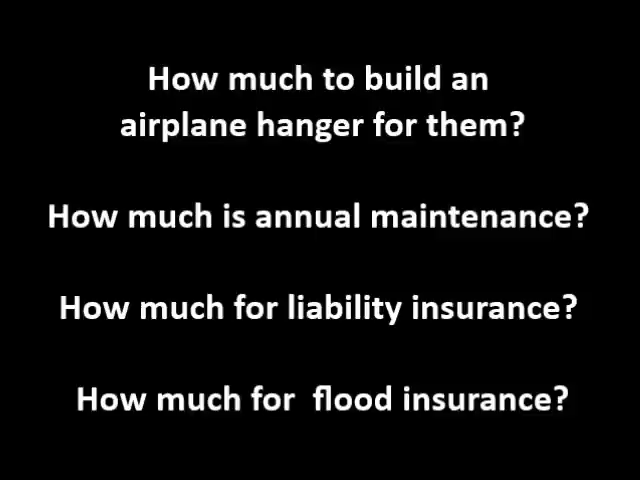 How much to build an
airplane hanger for them?
How much is annual maintenance?
How much for liability insurance?
How much for  flood insurance?